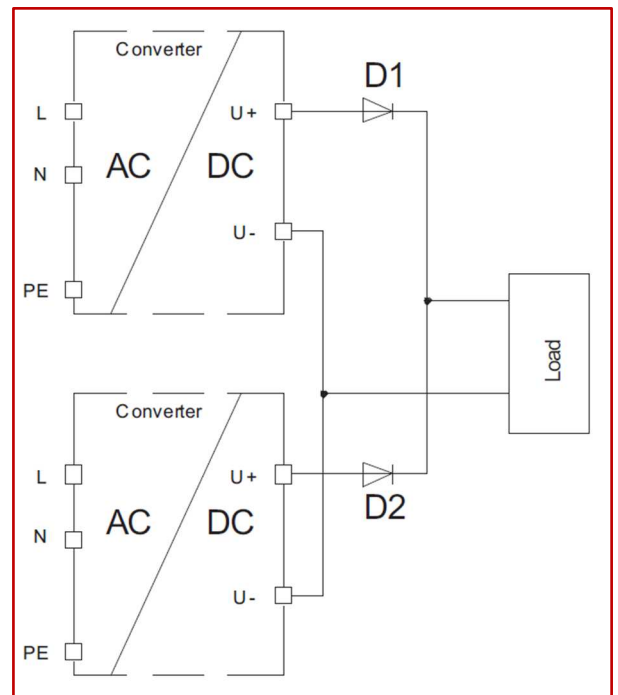 Converter
D1
L
U+
AC
DC
N
U-
PE
Load
Converter
L
U+
AC
DC
D2
N
U-
PE